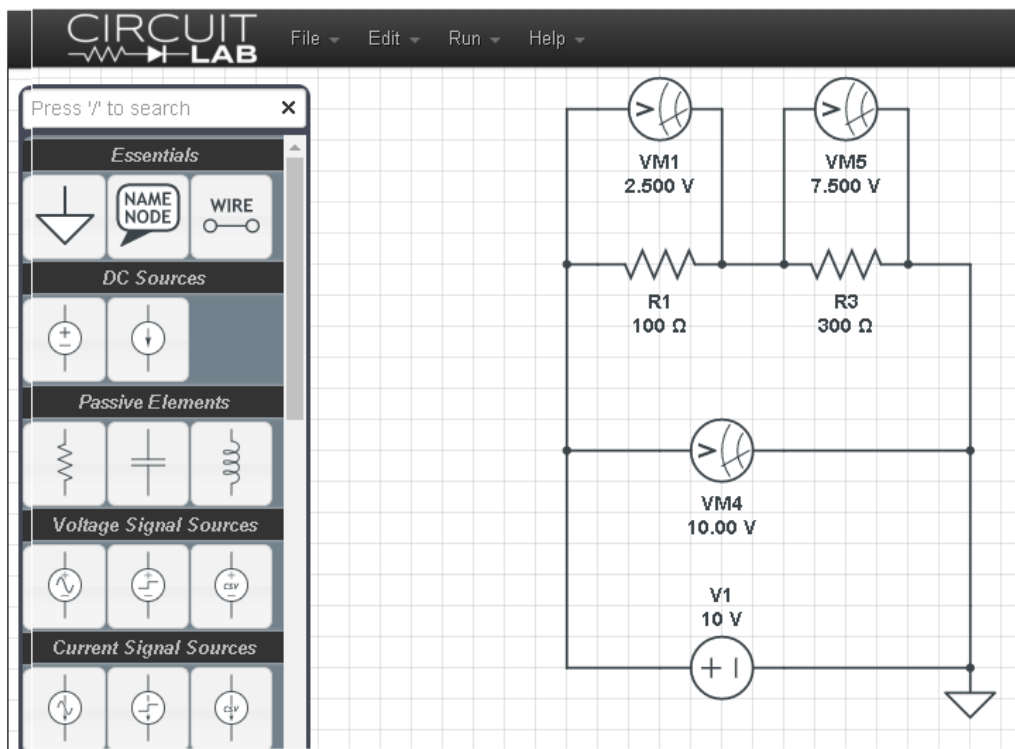 CIRCUIT
LAB
File Edit Run Help
Press '/' to search
Essentials
NAME
NODE
WIRE
DC Sources
Passive Elements
Voltage Signal Sources
CSV
Current Signal Sources
CSV
VM1
2.500 V
VM5
7.500 V
R1
100 Ω
R3
300 Ω
VM4
10.00 V
V1
10 V